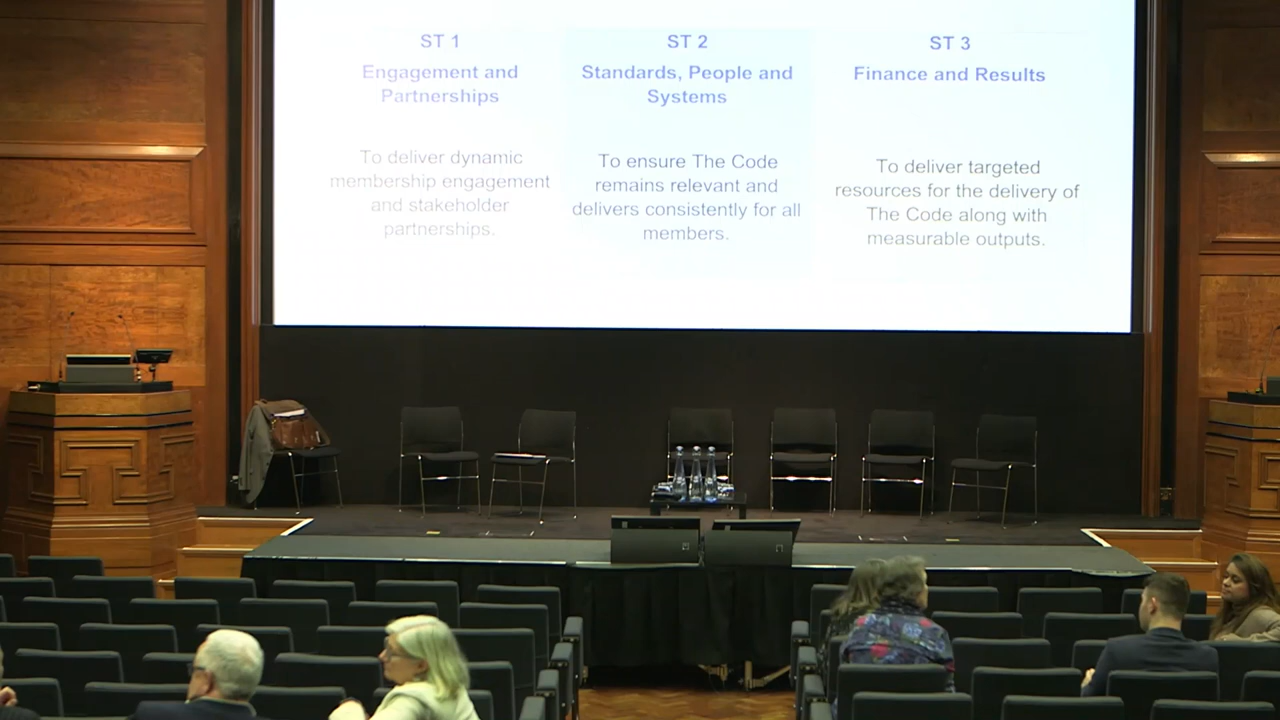 ST 1
Engagement and
Partnerships
To deliver dynamic
membership engagement
and stakeholder
partnerships.
ST 2
Standards, People and
Systems
To ensure The Code
remains relevant and
delivers consistently for all
members.
ST 3
Finance and Results
To deliver targeted
resources for the delivery of
The Code along with
measurable outputs.